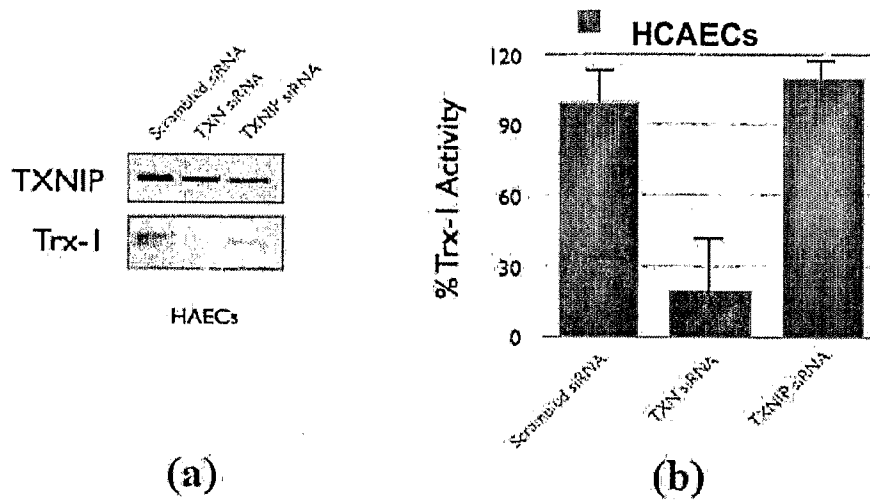 Scrambled siRNA
TXN siRNA
TXNIP siRNA
TXNIP
Trx-1
HAECs
(a)
HCAECs
120
90
60
30
0
% Trx-1 Activity
Scrambled siRNA
TXN siRNA
TXNIP siRNA
(b)